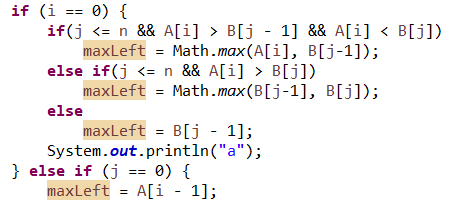 if (i == 0) {
    if(j <= n && A[i] > B[j - 1] && A[i] < B[j])
        maxLeft = Math.max(A[i], B[j-1]);
    else if(j <= n && A[i] > B[j])
        maxLeft = Math.max(B[j-1], B[j]);
    else
        maxLeft = B[j - 1];
    System.out.println("a");
} else if (j == 0) {
    maxLeft = A[i - 1];